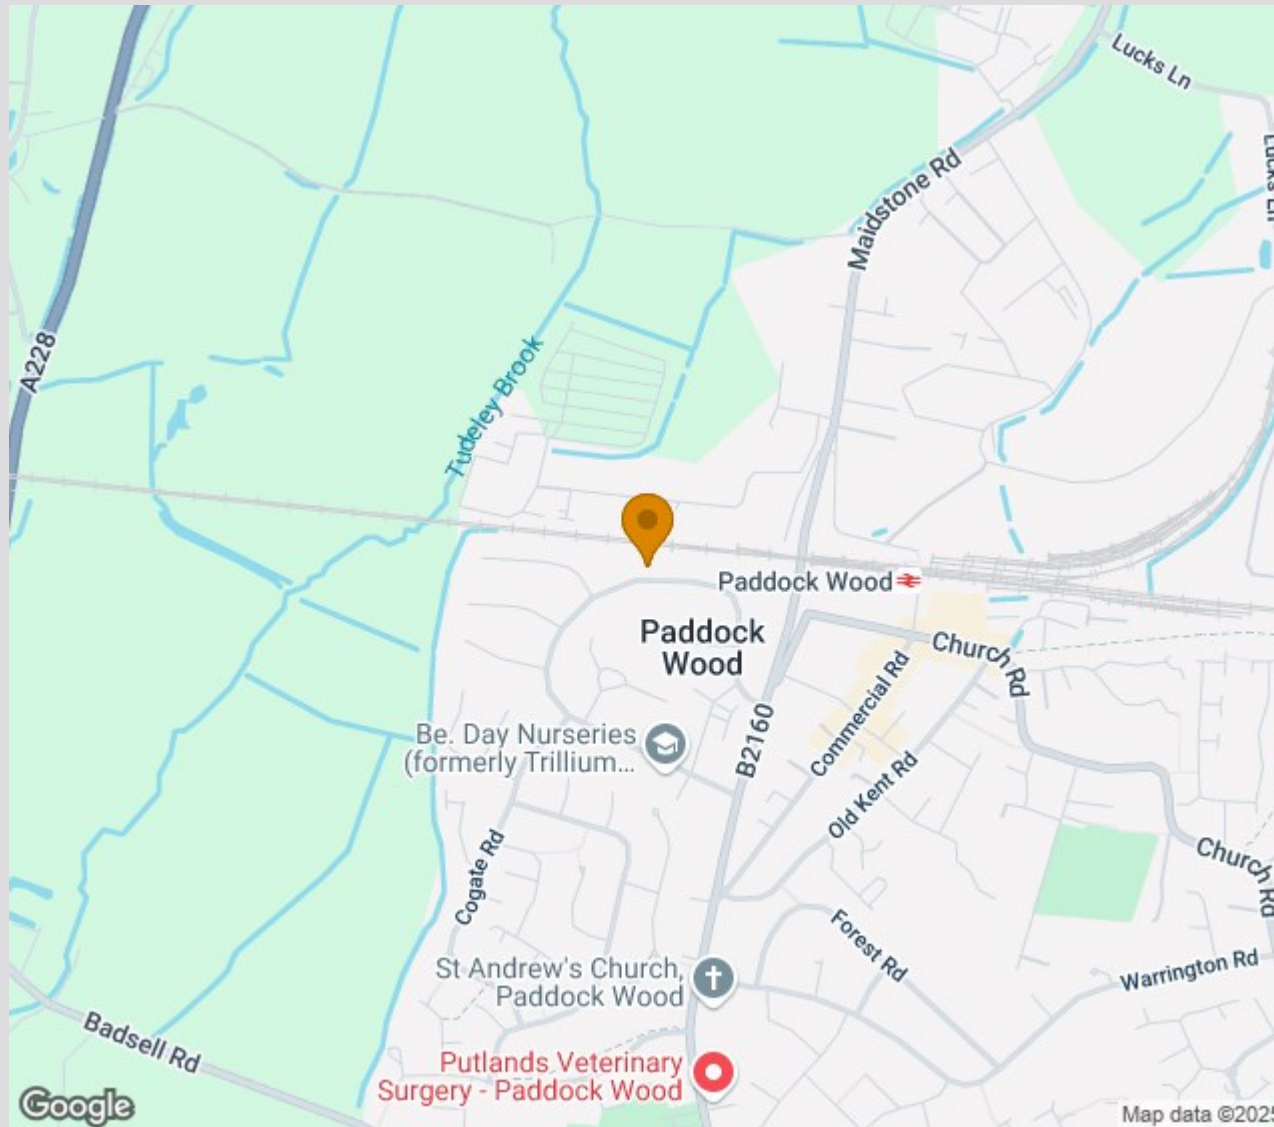 Lucks Ln
Lucks Ln
Maidstone Rd
A228
Tudeley Brook
Paddock Wood
Paddock
Wood
Church Rd
Commercial Rd
B2160
Be. Day Nurseries
(formerly Trillium...
Old Kent Rd
Cogate Rd
Church Rd
Forest Rd
St Andrew's Church,
Paddock Wood
Warrington Rd
Badsell Rd
Putlands Veterinary
Surgery - Paddock Wood
Google
Map data ©2025